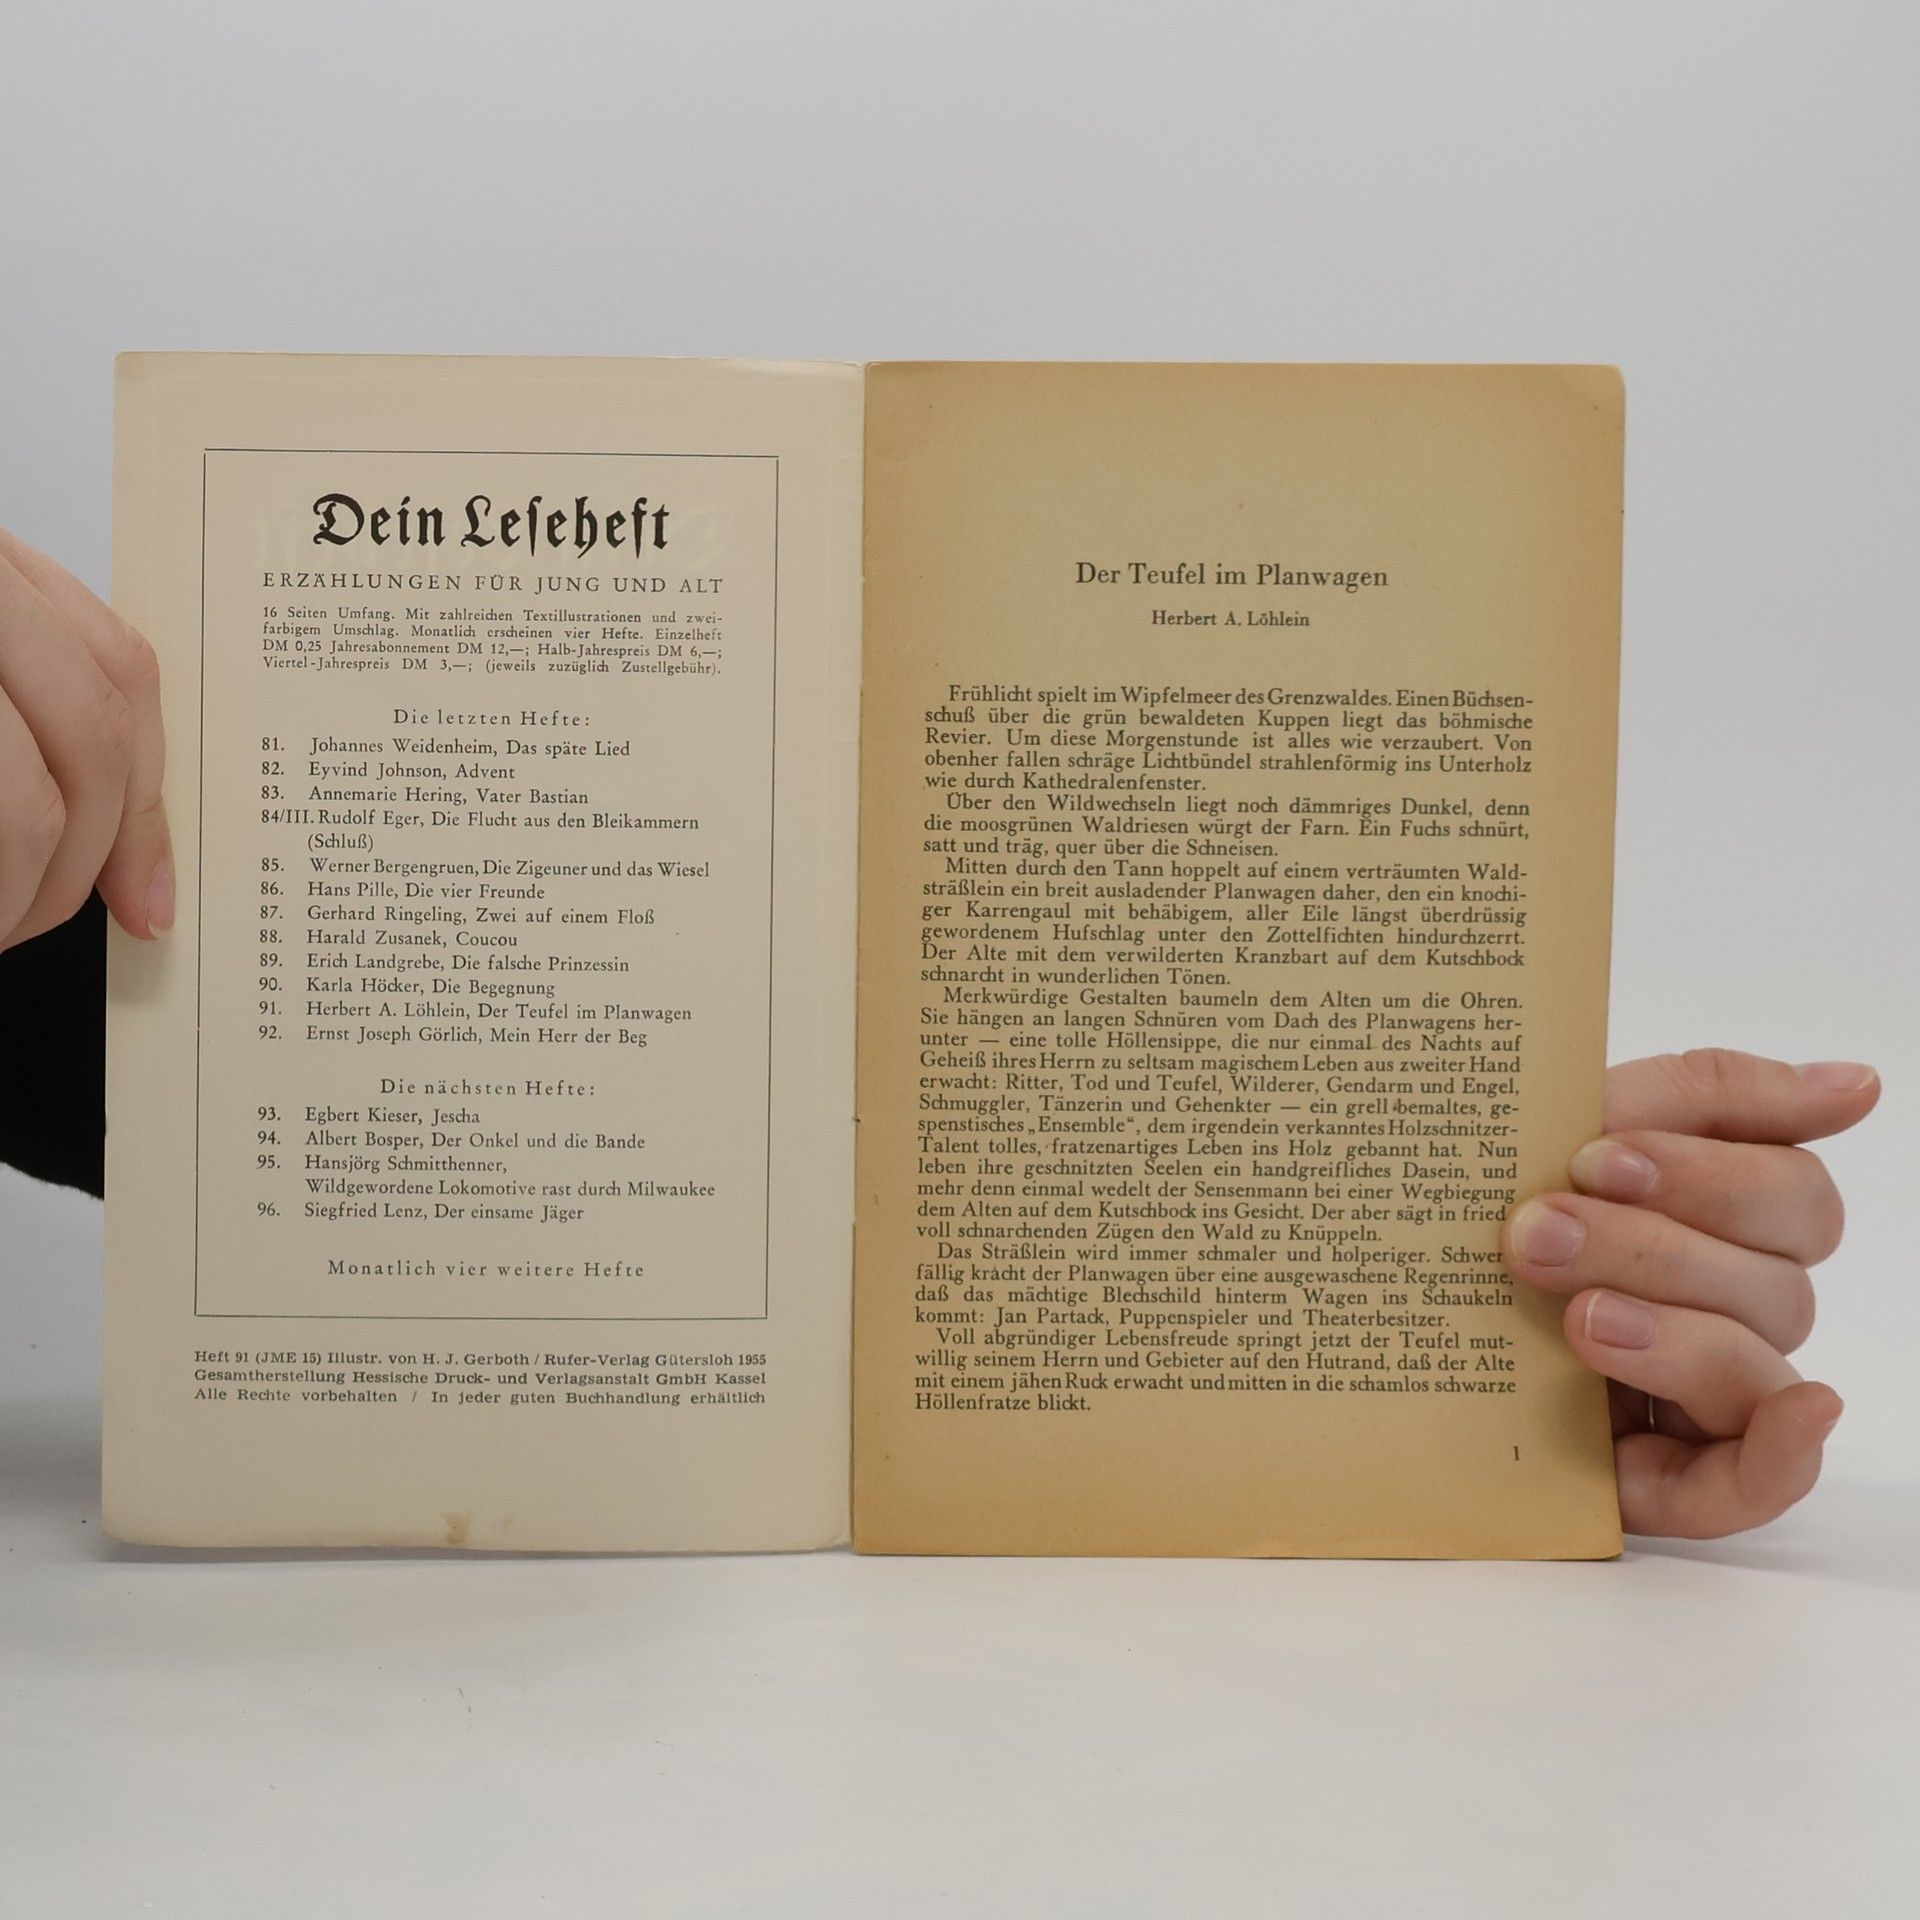 Dein Leseheft
ERZÄHLUNGEN FÜR JUNG UND ALT
16 Seiten Umfang. Mit zahlreichen Textillustrationen und zwei-
farbigem Umschlag. Monatlich erscheinen vier Hefte. Einzelheft
DM 0,25 Jahresabonnement DM 12,—; Halb-Jahrespreis DM 6,—;
Viertel-Jahrespreis DM 3,—; (jeweils zuzüglich Zustellgebühr).
Die letzten Hefte:
81. Johannes Weidenheim, Das späte Lied
82. Eyvind Johnson, Advent
83. Annemarie Hering, Vater Bastian
84/III. Rudolf Eger, Die Flucht aus den Bleikammern
(Schluß)
85. Werner Bergengruen, Die Zigeuner und das Wiesel
86. Hans Pille, Die vier Freunde
87. Gerhard Ringeling, Zwei auf einem Floß
88. Harald Zusanek, Coucou
89. Erich Landgrebe, Die falsche Prinzessin
90. Karla Höcker, Die Begegnung
91. Herbert A. Löhlein, Der Teufel im Planwagen
92. Ernst Joseph Görlich, Mein Herr der Beg
Die nächsten Hefte:
93. Egbert Kieser, Jescha
94. Albert Bosper, Der Onkel und die Bande
95. Hansjörg Schmitthenner,
Wildgewordene Lokomotive rast durch Milwaukee
96. Siegfried Lenz, Der einsame Jäger
Monatlich vier weitere Hefte
Heft 91 (JME 15) Illustr. von H. J. Gerboth / Rufer-Verlag Gütersloh 1955
Gesamtherstellung Hessische Druck- und Verlagsanstalt GmbH Kassel
Alle Rechte vorbehalten / In jeder guten Buchhandlung erhältlich
Der Teufel im Planwagen
Herbert A. Löhlein
Frühlicht spielt im Wipfelmeer des Grenzwaldes. Einen Büchsen-
schuß über die grün bewaldeten Kuppen liegt das böhmische
Revier. Um diese Morgenstunde ist alles wie verzaubert. Von
obenher fallen schräge Lichtbündel strahlenförmig ins Unterholz
wie durch Kathedralenfenster.
Über den Wildwechseln liegt noch dämmriges Dunkel, denn
die moosgrünen Waldriesen würgt der Farn. Ein Fuchs schnürt,
satt und träg, quer über die Schneisen.
Mitten durch den Tann hoppelt auf einem verträumten Wald-
sträßlein ein breit ausladender Planwagen daher, den ein knochi-
ger Karrengaul mit behäbigem, aller Eile längst überdrüssig
gewordenem Hufschlag unter den Zottelfichten hindurchzerrt.
Der Alte mit dem verwilderten Kranzbart auf dem Kutschbock
schnarcht in wunderlichen Tönen.
Merkwürdige Gestalten baumeln dem Alten um die Ohren.
Sie hängen an langen Schnüren vom Dach des Planwagens her-
unter — eine tolle Höllensippe, die nur einmal des Nachts auf
Geheiß ihres Herrn zu seltsam magischem Leben aus zweiter Hand
erwacht: Ritter, Tod und Teufel, Wilderer, Gendarm und Engel,
Schmuggler, Tänzerin und Gehenkter — ein grell bemaltes, ge-
spenstisches „Ensemble“, dem irgendein verkanntes Holzschnitzer-
Talent tolles, fratzenartiges Leben ins Holz gebannt hat. Nun
leben ihre geschnitzten Seelen ein handgreifliches Dasein, und
mehr denn einmal wedelt der Sensenmann bei einer Wegbiegung
dem Alten auf dem Kutschbock ins Gesicht. Der aber sägt in fried
voll schnarchenden Zügen den Wald zu Knüppeln.
Das Sträßlein wird immer schmaler und holperiger. Schwer
fällig kracht der Planwagen über eine ausgewaschene Regenrinne,
daß das mächtige Blechschild hinterm Wagen ins Schaukeln
kommt: Jan Partack, Puppenspieler und Theaterbesitzer.
Voll abgründiger Lebensfreude springt jetzt der Teufel mut-
willig seinem Herrn und Gebieter auf den Hutrand, daß der Alte
mit einem jähen Ruck erwacht und mitten in die schamlos schwarze
Höllenfratze blickt.
1